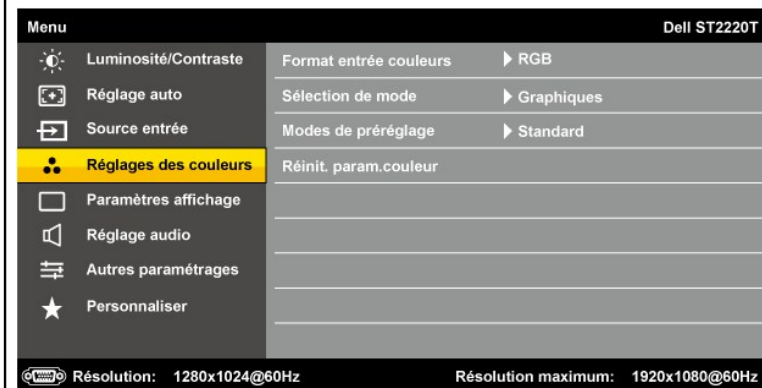 Menu Dell ST2220T
Luminosité/Contraste Format entrée couleurs RGB
Réglage auto Sélection de mode Graphiques
Source entrée Modes de préréglage Standard
Réglages des couleurs Réinit. param.couleur
Paramètres affichage
Réglage audio
Autres paramétrages
Personnaliser
Résolution: 1280x1024@60Hz Résolution maximum: 1920x1080@60Hz